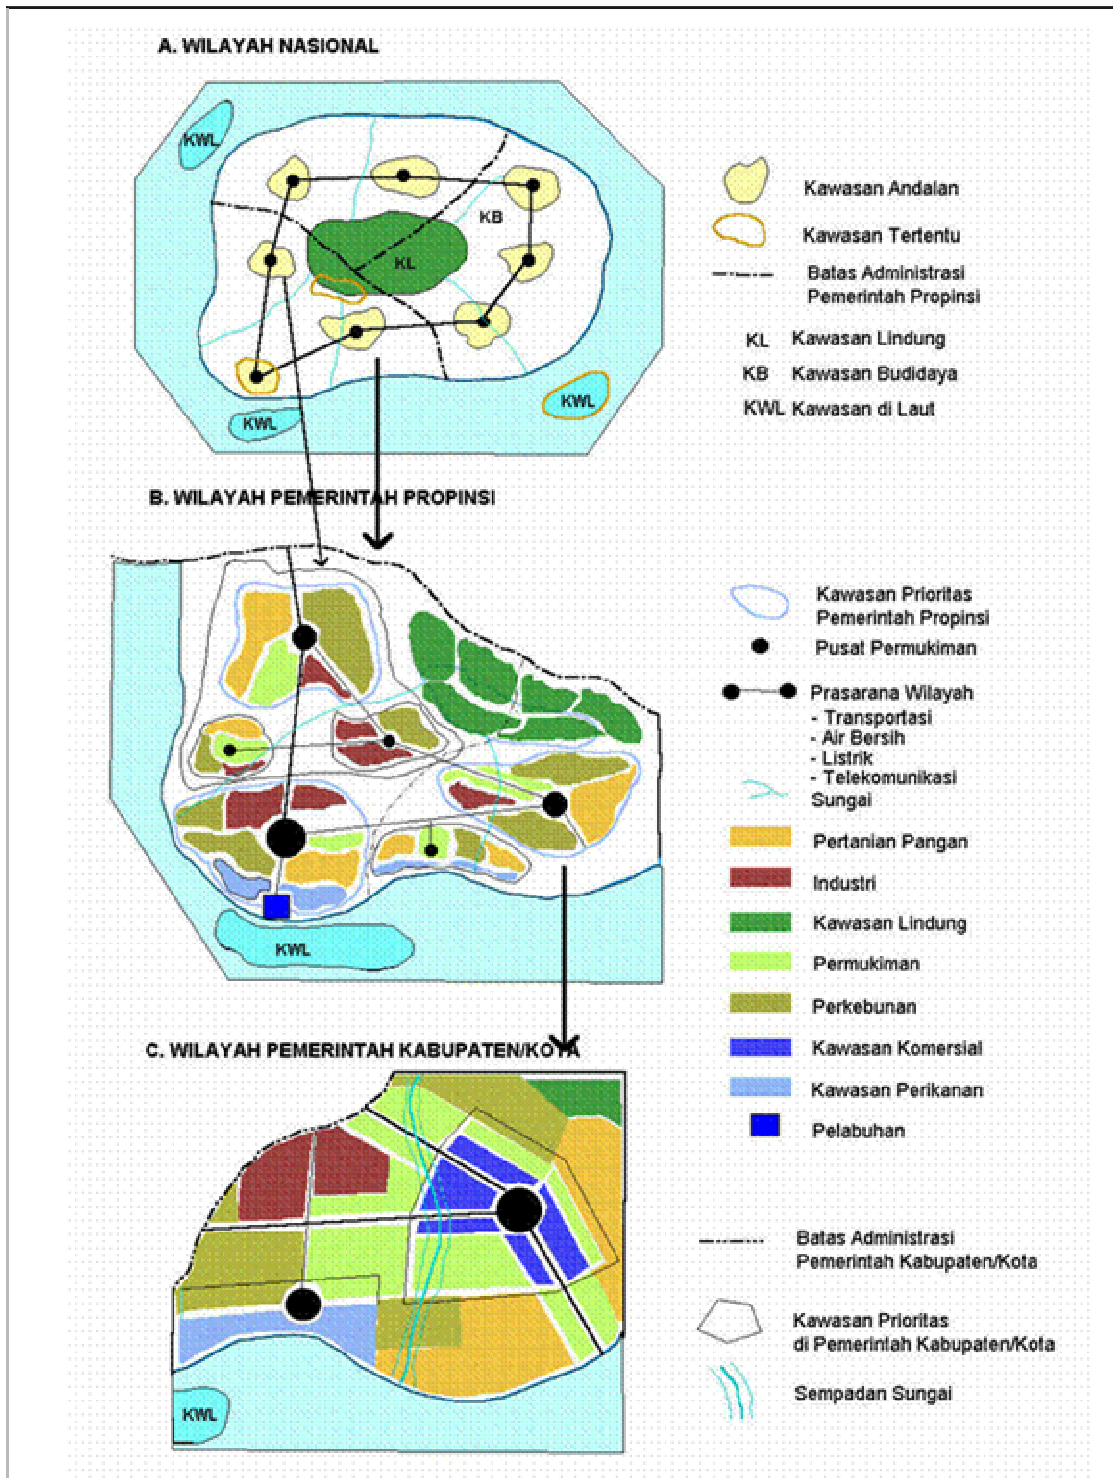 A. WILAYAH NASIONAL
KWL
KB
KL
KWL
KWL
Kawasan Andalan
Kawasan Tertentu
Batas Administrasi
Pemerintah Propinsi
KL Kawasan Lindung
KB Kawasan Budidaya
KWL Kawasan di Laut
B. WILAYAH PEMERINTAH PROPINSI
KWL
Kawasan Prioritas
Pemerintah Propinsi
Pusat Permukiman
Prasarana Wilayah
- Transportasi
- Air Bersih
- Listrik
- Telekomunikasi
Sungai
Pertanian Pangan
Industri
Kawasan Lindung
Permukiman
Perkebunan
Kawasan Komersial
Kawasan Perikanan
Pelabuhan
C. WILAYAH PEMERINTAH KABUPATEN/KOTA
KWL
Batas Administrasi
Pemerintah Kabupaten/Kota
Kawasan Prioritas
di Pemerintah Kabupaten/Kota
Sempadan Sungai